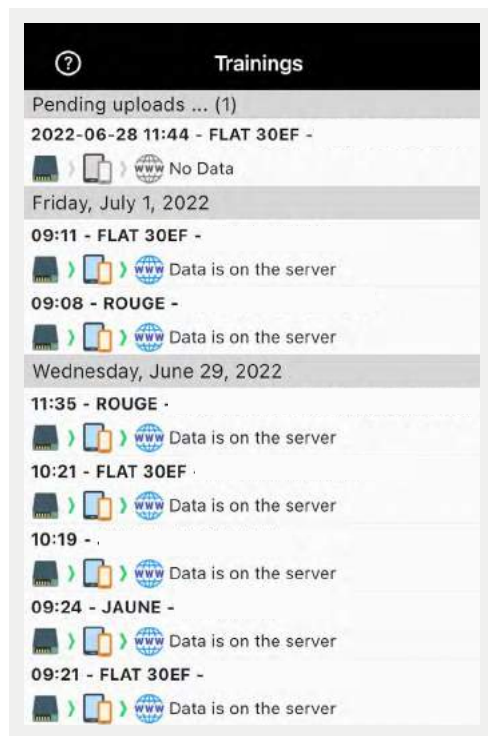 Trainings
Pending uploads ... (1)
2022-06-28 11:44 - FLAT 30EF -
www No Data
Friday, July 1, 2022
09:11 - FLAT 30EF -
www Data is on the server
09:08 - ROUGE -
www Data is on the server
Wednesday, June 29, 2022
11:35 - ROUGE -
www Data is on the server
10:21 - FLAT 30EF
www Data is on the server
10:19 -
www Data is on the server
09:24 - JAUNE -
www Data is on the server
09:21 - FLAT 30EF -
www Data is on the server